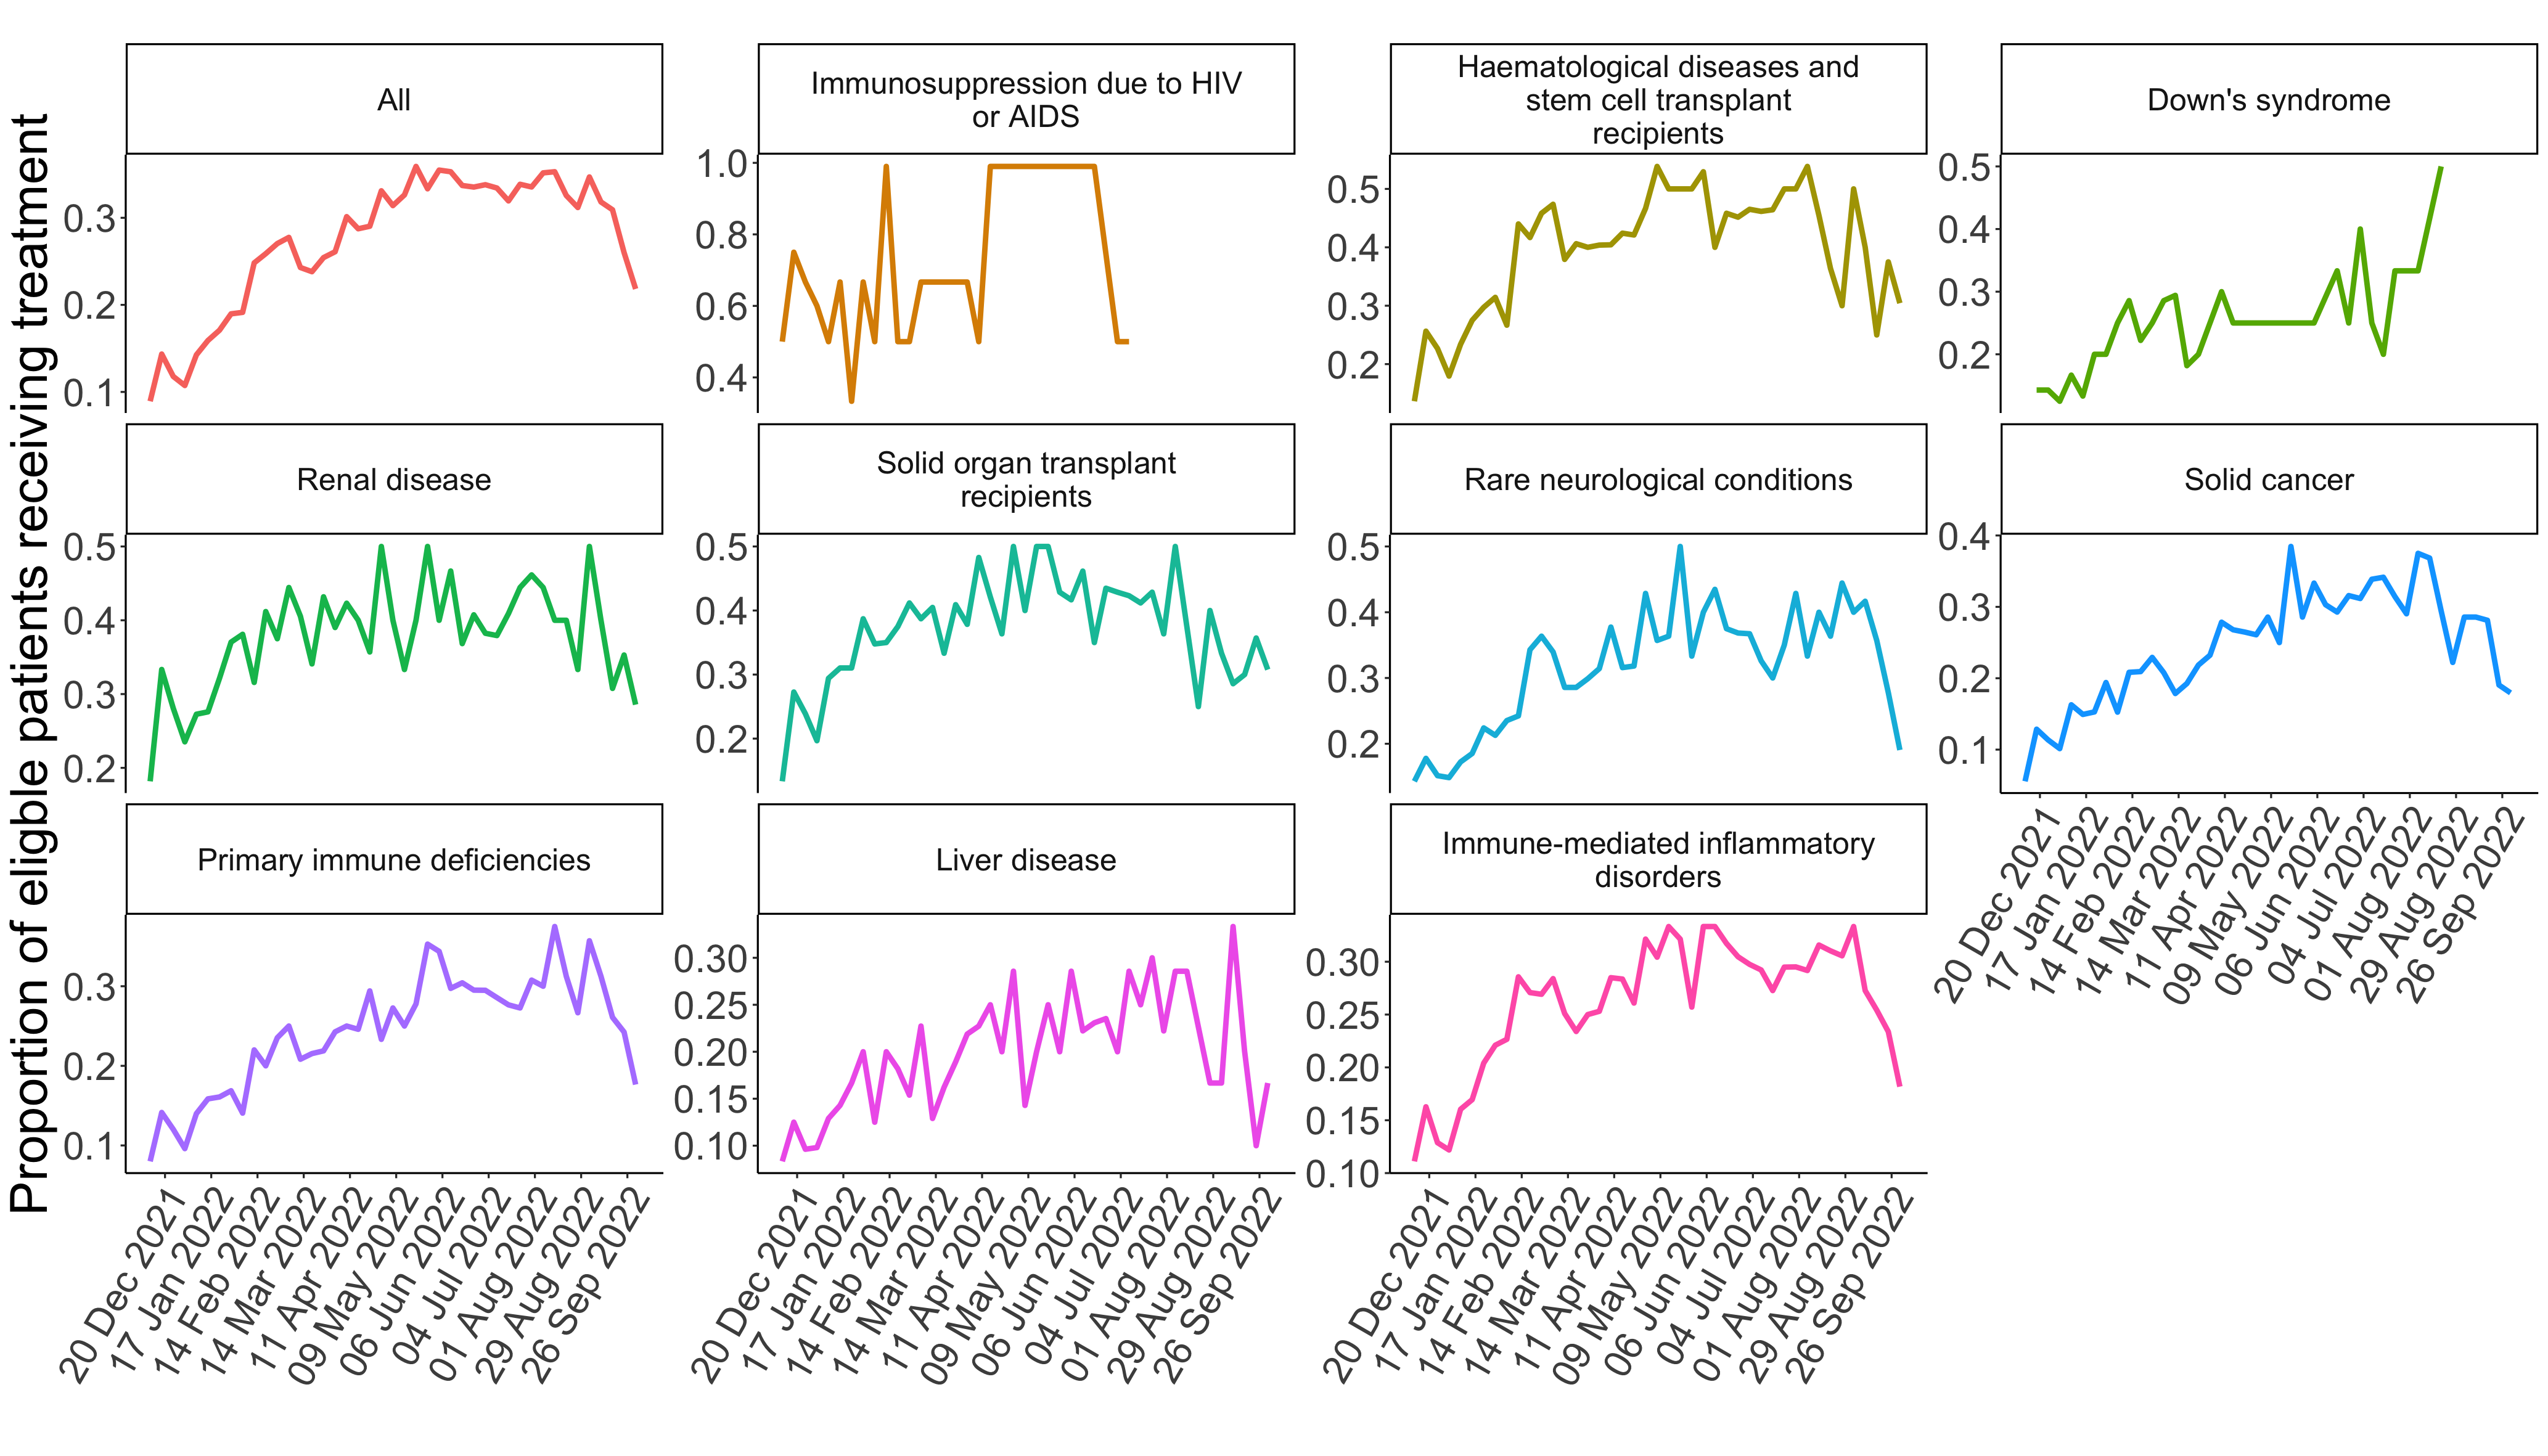 Proportion of eligble patients receiving treatment
All
0.3
0.2
0.1
Immunosuppression due to HIV
or AIDS
1.0
0.8
0.6
0.4
Haematological diseases and
stem cell transplant
recipients
0.5
0.4
0.3
0.2
Down's syndrome
0.5
0.4
0.3
0.2
Renal disease
0.5
0.4
0.3
0.2
Solid organ transplant
recipients
0.5
0.4
0.3
0.2
Rare neurological conditions
0.5
0.4
0.3
0.2
Solid cancer
0.4
0.3
0.2
0.1
20 Dec 2021
17 Jan 2022
14 Feb 2022
14 Mar 2022
11 Apr 2022
09 May 2022
06 Jun 2022
04 Jul 2022
01 Aug 2022
29 Aug 2022
26 Sep 2022
Primary immune deficiencies
0.3
0.2
0.1
20 Dec 2021
17 Jan 2022
14 Feb 2022
14 Mar 2022
11 Apr 2022
09 May 2022
06 Jun 2022
04 Jul 2022
01 Aug 2022
29 Aug 2022
26 Sep 2022
Liver disease
0.30
0.25
0.20
0.15
0.10
20 Dec 2021
17 Jan 2022
14 Feb 2022
14 Mar 2022
11 Apr 2022
09 May 2022
06 Jun 2022
04 Jul 2022
01 Aug 2022
29 Aug 2022
26 Sep 2022
Immune-mediated inflammatory
disorders
0.30
0.25
0.20
0.15
0.10
20 Dec 2021
17 Jan 2022
14 Feb 2022
14 Mar 2022
11 Apr 2022
09 May 2022
06 Jun 2022
04 Jul 2022
01 Aug 2022
29 Aug 2022
26 Sep 2022